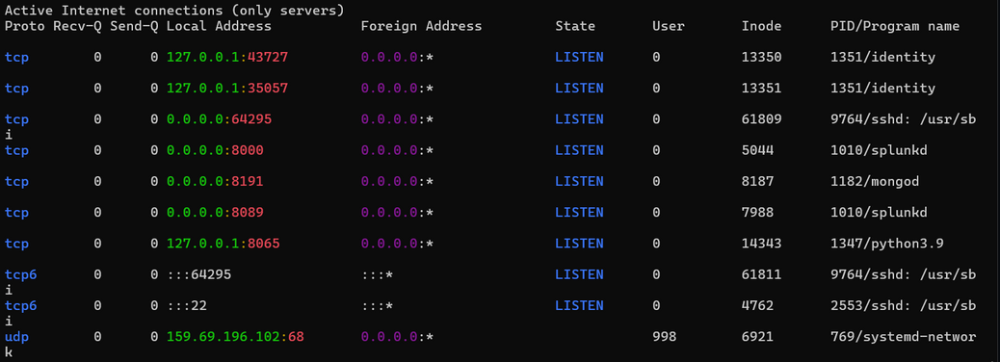 Active Internet connections (only servers)
Proto Recv-Q Send-Q Local Address           Foreign Address         State       User       Inode      PID/Program name
tcp        0      0 127.0.0.1:43727         0.0.0.0:*               LISTEN      0          13350      1351/identity
tcp        0      0 127.0.0.1:35057         0.0.0.0:*               LISTEN      0          13351      1351/identity
tcp        0      0 0.0.0.0:64295           0.0.0.0:*               LISTEN      0          61809      9764/sshd: /usr/sb
i
tcp        0      0 0.0.0.0:8000            0.0.0.0:*               LISTEN      0          5044       1010/splunkd
tcp        0      0 0.0.0.0:8191            0.0.0.0:*               LISTEN      0          8187       1182/mongod
tcp        0      0 0.0.0.0:8089            0.0.0.0:*               LISTEN      0          7988       1010/splunkd
tcp        0      0 127.0.0.1:8065          0.0.0.0:*               LISTEN      0          14343      1347/python3.9
tcp6       0      0 :::64295                :::*                    LISTEN      0          61811      9764/sshd: /usr/sb
i
tcp6       0      0 :::22                   :::*                    LISTEN      0          4762       2553/sshd: /usr/sb
i
udp        0      0 159.69.196.102:68       0.0.0.0:*                           998        6921       769/systemd-networ
k